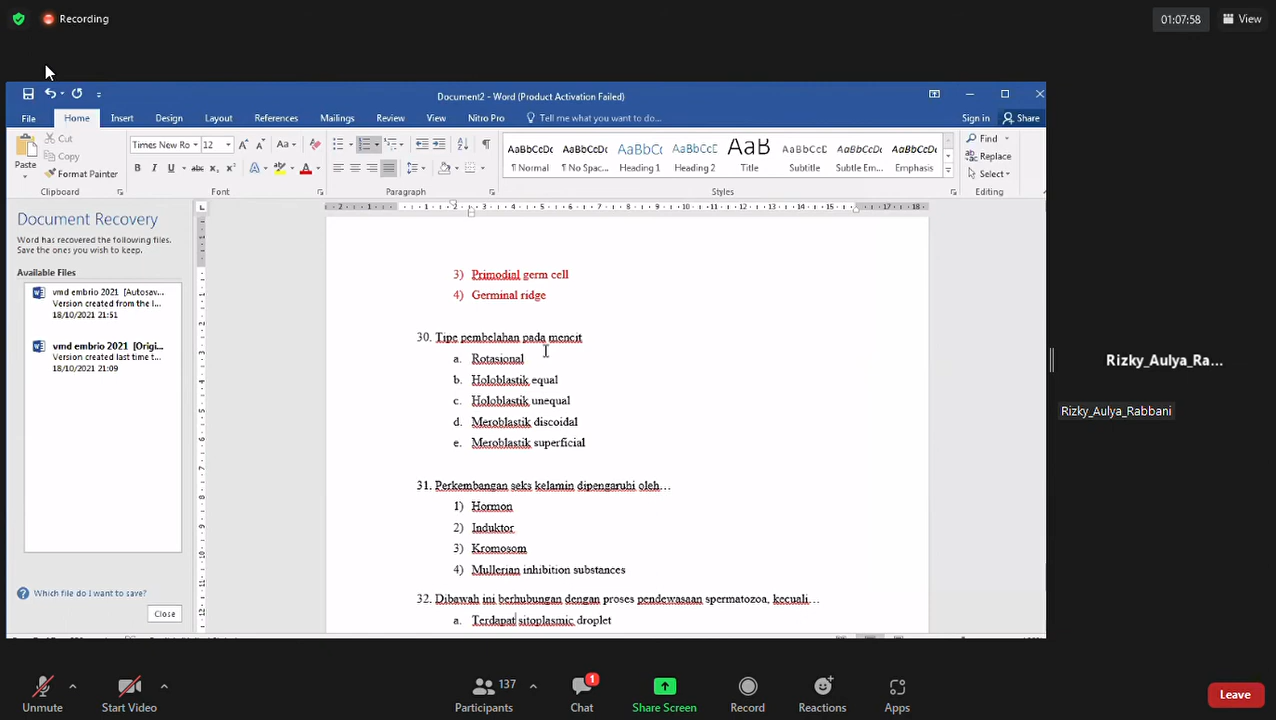 Recording
01:07:58
View
Document2 - Word (Product Activation Failed)
File Home Insert Design Layout References Mailings Review View Nitro Pro Tell me what you want to do... Sign in Share
Paste
Cut
Copy
Format Painter
Clipboard
Times New Ro 12
Font
Paragraph
AaBbCcDc AaBbCcDc AaBbC AaBbCcC AaB AaBbCcD AaBbCcDt AaBbCcDt
¶ Normal ¶ No Spac... Heading 1 Heading 2 Title Subtitle Subtle Em... Emphasis
Styles
Find
Replace
Select
Editing
Document Recovery
Word has recovered the following files.
Save the ones you wish to keep.
Available Files
vmd embrio 2021 [Autosav...
Version created from the l...
18/10/2021 21:51
vmd embrio 2021 [Origi...
Version created last time t...
18/10/2021 21:09
Which file do I want to save?
Close
3) Primodial germ cell
4) Germinal ridge
30. Tipe pembelahan pada mencit
a. Rotasional
b. Holoblastik equal
c. Holoblastik unequal
d. Meroblastik discoidal
e. Meroblastik superficial
31. Perkembangan seks kelamin dipengaruhi oleh...
1) Hormon
2) Induktor
3) Kromosom
4) Mullerian inhibition substances
32. Dibawah ini berhubungan dengan proses pendewasaan spermatozoa, kecuali...
a. Terdapat sitoplasmic droplet
Rizky_Aulya_Ra...
Rizky_Aulya_Rabbani
Unmute
Start Video
137
Participants
1
Chat
Share Screen
Record
Reactions
Apps
Leave